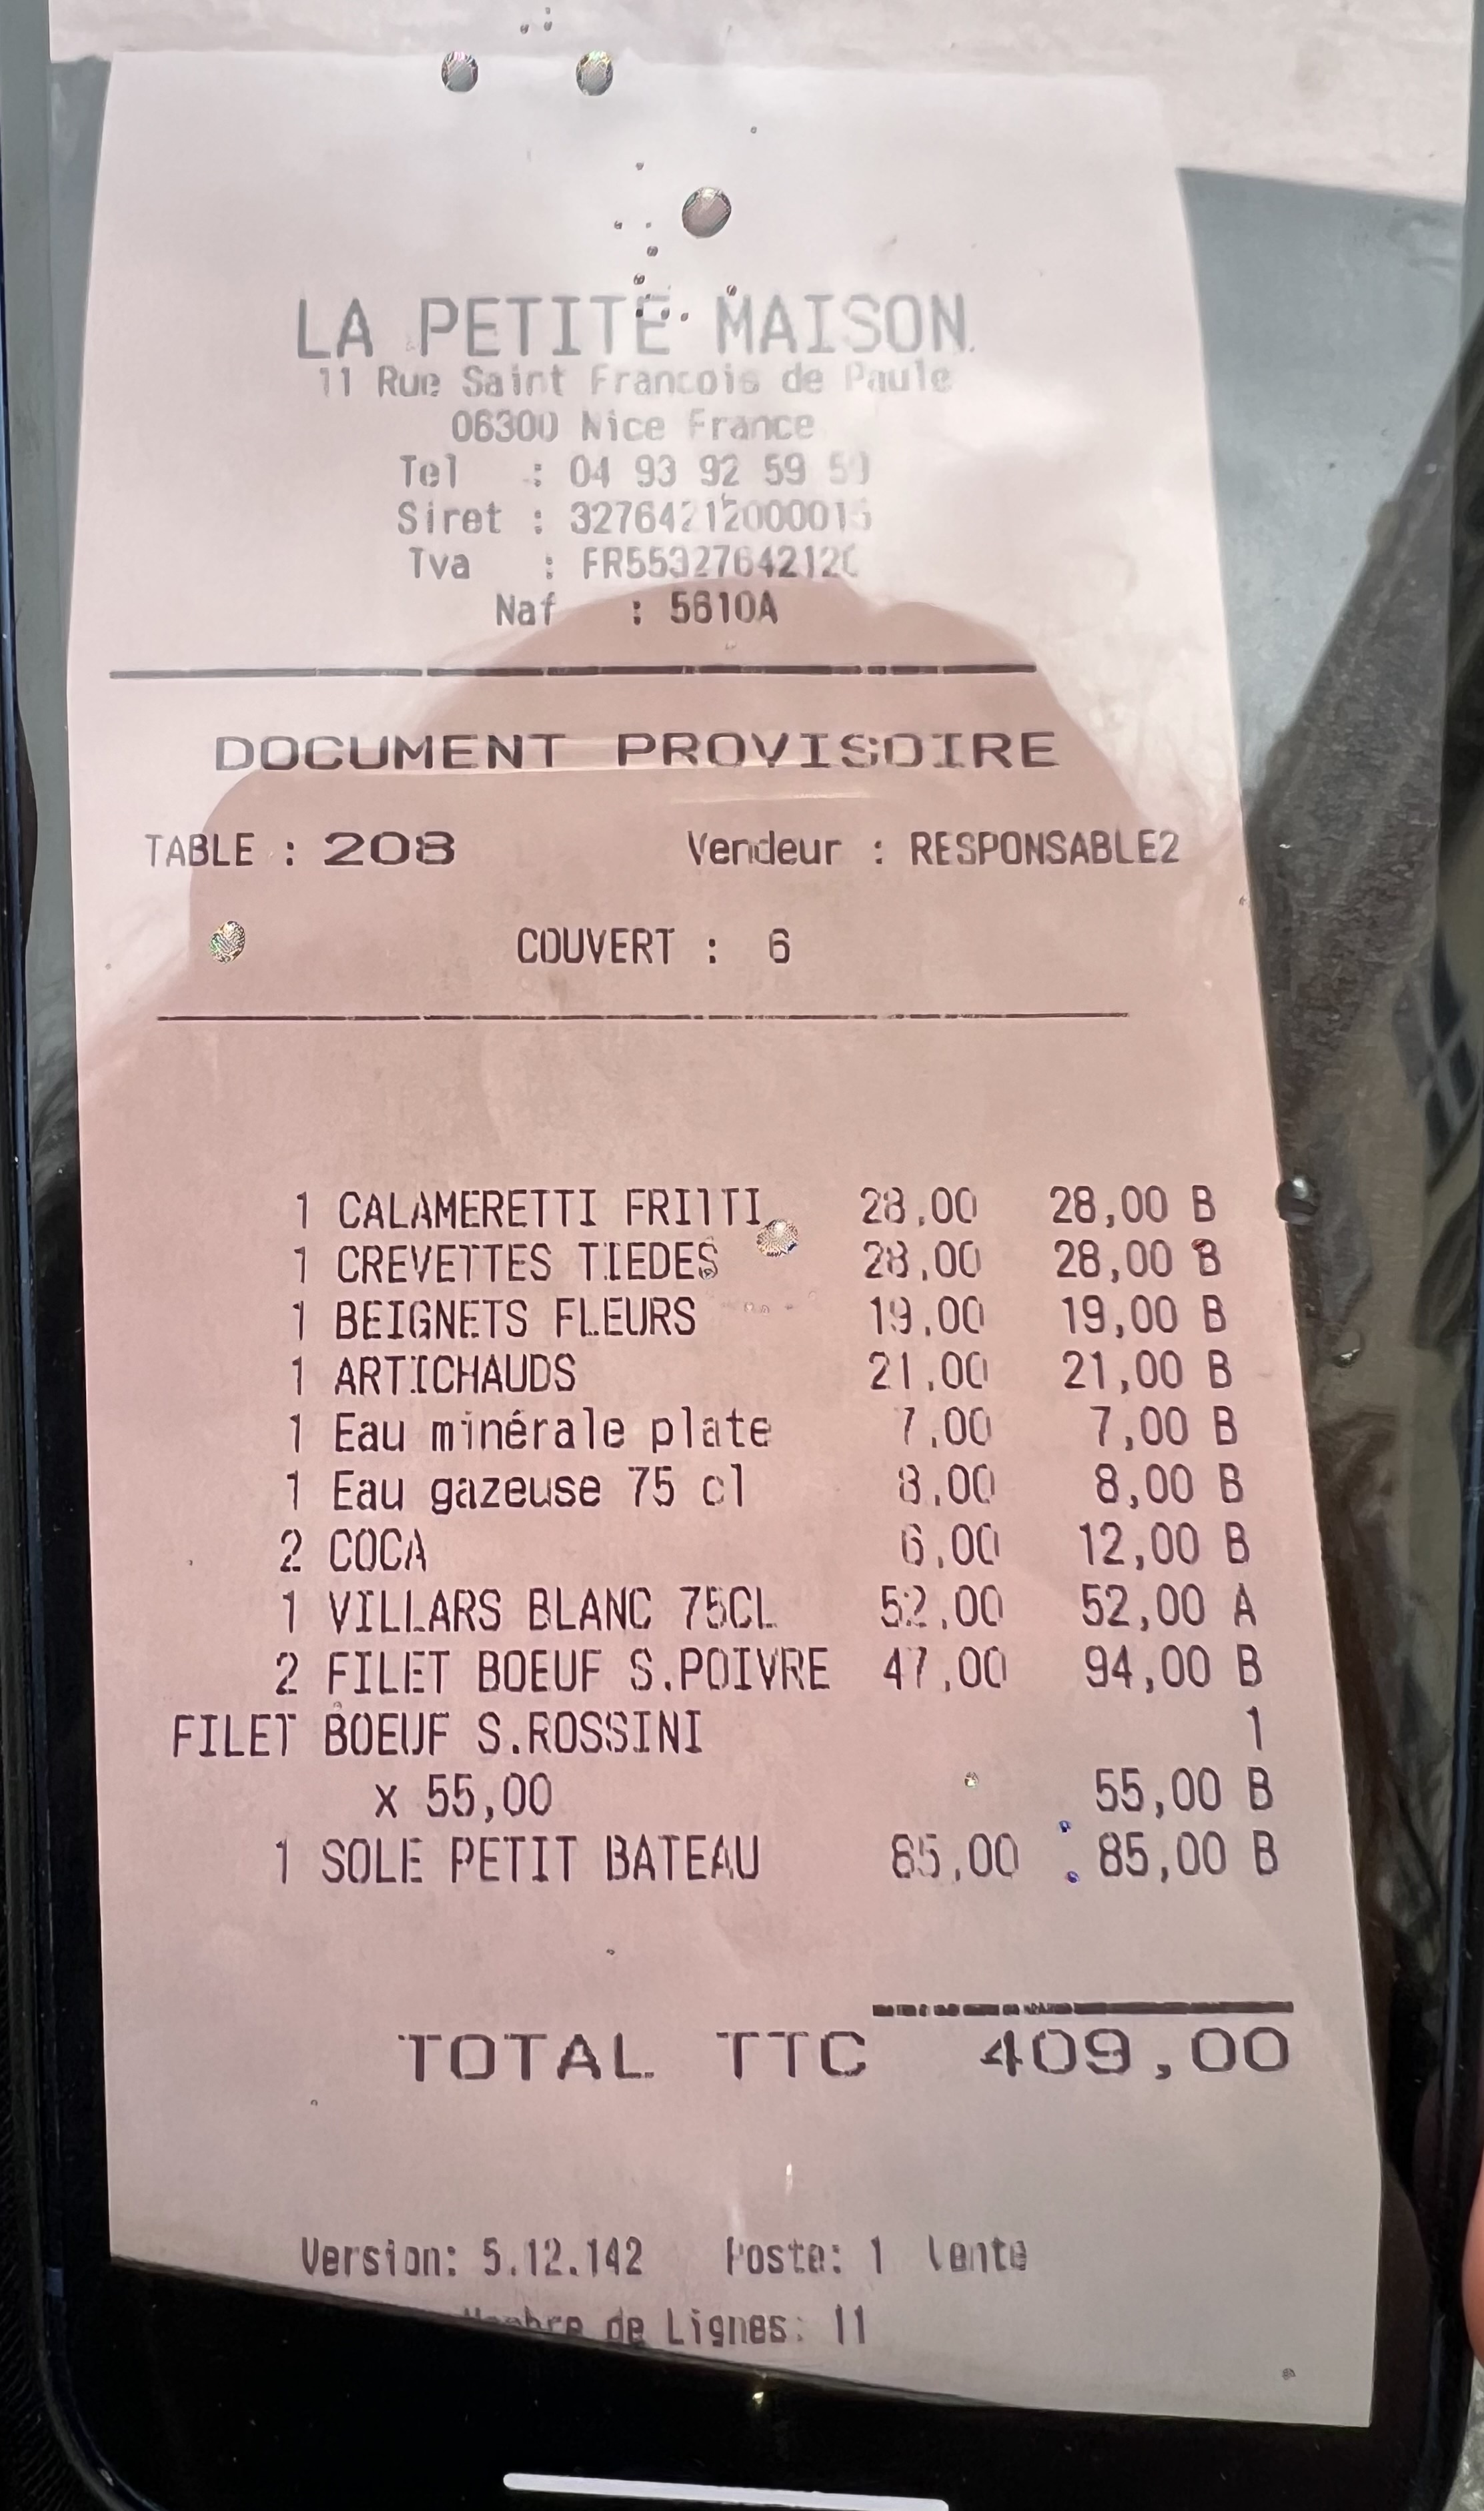 LA PETITE MAISON
11 Rue Saint Francois de Paule
06300 Nice France
Tel : 04 93 92 59 59
Siret : 32764212000015
Tva : FR5532764212
Naf : 5610A
DOCUMENT PROVISOIRE
TABLE : 208 Vendeur : RESPONSABLE2
COUVERT : 6
1 CALAMERETTI FRITTI 28,00 28,00 B
1 CREVETTES TIEDES 28,00 28,00 B
1 BEIGNETS FLEURS 19,00 19,00 B
1 ARTICHAUDS 21,00 21,00 B
1 Eau minérale plate 7,00 7,00 B
1 Eau gazeuse 75 cl 8,00 8,00 B
2 COCA 6,00 12,00 B
1 VILLARS BLANC 75CL 52,00 52,00 A
2 FILET BOEUF S.POIVRE 47,00 94,00 B
FILET BOEUF S.ROSSINI 1
x 55,00 55,00 B
1 SOLE PETIT BATEAU 85,00 85,00 B
TOTAL TTC 409,00
Version: 5.12.142 Poste: 1 Vente
Nombre de Lignes: 11